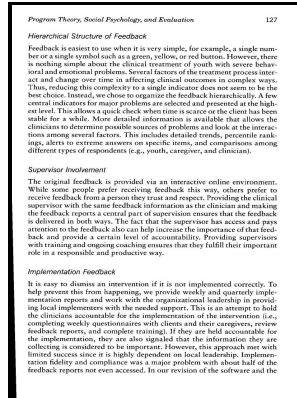 Program Theory, Social Psychology, and Evaluation 127
Hierarchical Structure of Feedback
Feedback is easiest to use when it is very simple, for example, a single num-
ber or a single symbol such as a green, yellow, or red button. However, there
is nothing simple about the clinical treatment of youth with severe behav-
ioral and emotional problems. Several factors of the treatment process inter-
act and change over time in affecting clinical outcomes in complex ways.
Thus, reducing this complexity to a single indicator does not seem to be the
best choice. Instead, we chose to organize the feedback hierarchically. A few
central indicators for major problems are selected and presented at the high-
est level. This allows a quick check when time is scarce or the client has been
stable for a while. More detailed information is available that allows the
clinicians to determine possible sources of problems and look at the interac-
tions among several factors. This includes detailed trends, percentile rank-
ings, alerts to extreme answers on specific items, and comparisons among
different types of respondents (e.g., youth, caregiver, and clinician).
Supervisor Involvement
The original feedback is provided via an interactive online environment.
While some people prefer receiving feedback this way, others prefer to
receive feedback from a person they trust and respect. Providing the clinical
supervisor with the same feedback information as the clinician and making
the feedback reports a central part of supervision ensures that the feedback
is delivered in both ways. The fact that the supervisor has access and pays
attention to the feedback also can help increase the importance of that feed-
back and provide a certain level of accountability. Providing supervisors
with training and ongoing coaching ensures that they fulfill their important
role in a responsible and productive way.
Implementation Feedback
It is easy to dismiss an intervention if it is not implemented correctly. To
help prevent this from happening, we provide weekly and quarterly imple-
mentation reports and work with the organizational leadership in provid-
ing local implementers with the needed support. This is an attempt to hold
the clinicians accountable for the implementation of the intervention (i.e.,
completing weekly questionnaires with clients and their caregivers, review
feedback reports, and complete training). If they are held accountable for
the implementation, they are also signaled that the information they are
collecting is considered to be important. However, this approach met with
limited success since it is highly dependent on local leadership. Implemen-
tation fidelity and compliance was a major problem with about half of the
feedback reports not even accessed. In our revision of the software and the